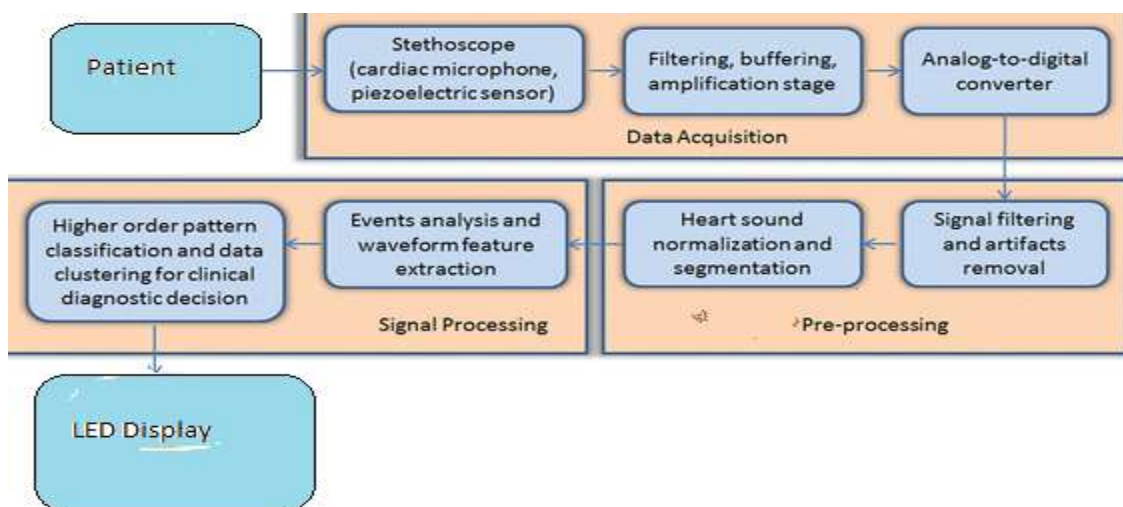 Patient
Stethoscope
(cardiac microphone,
piezoelectric sensor)
Filtering, buffering,
amplification stage
Analog-to-digital
converter
Data Acquisition
Signal filtering
and artifacts
removal
Heart sound
normalization and
segmentation
Pre-processing
Events analysis and
waveform feature
extraction
Higher order pattern
classification and data
clustering for clinical
diagnostic decision
Signal Processing
LED Display